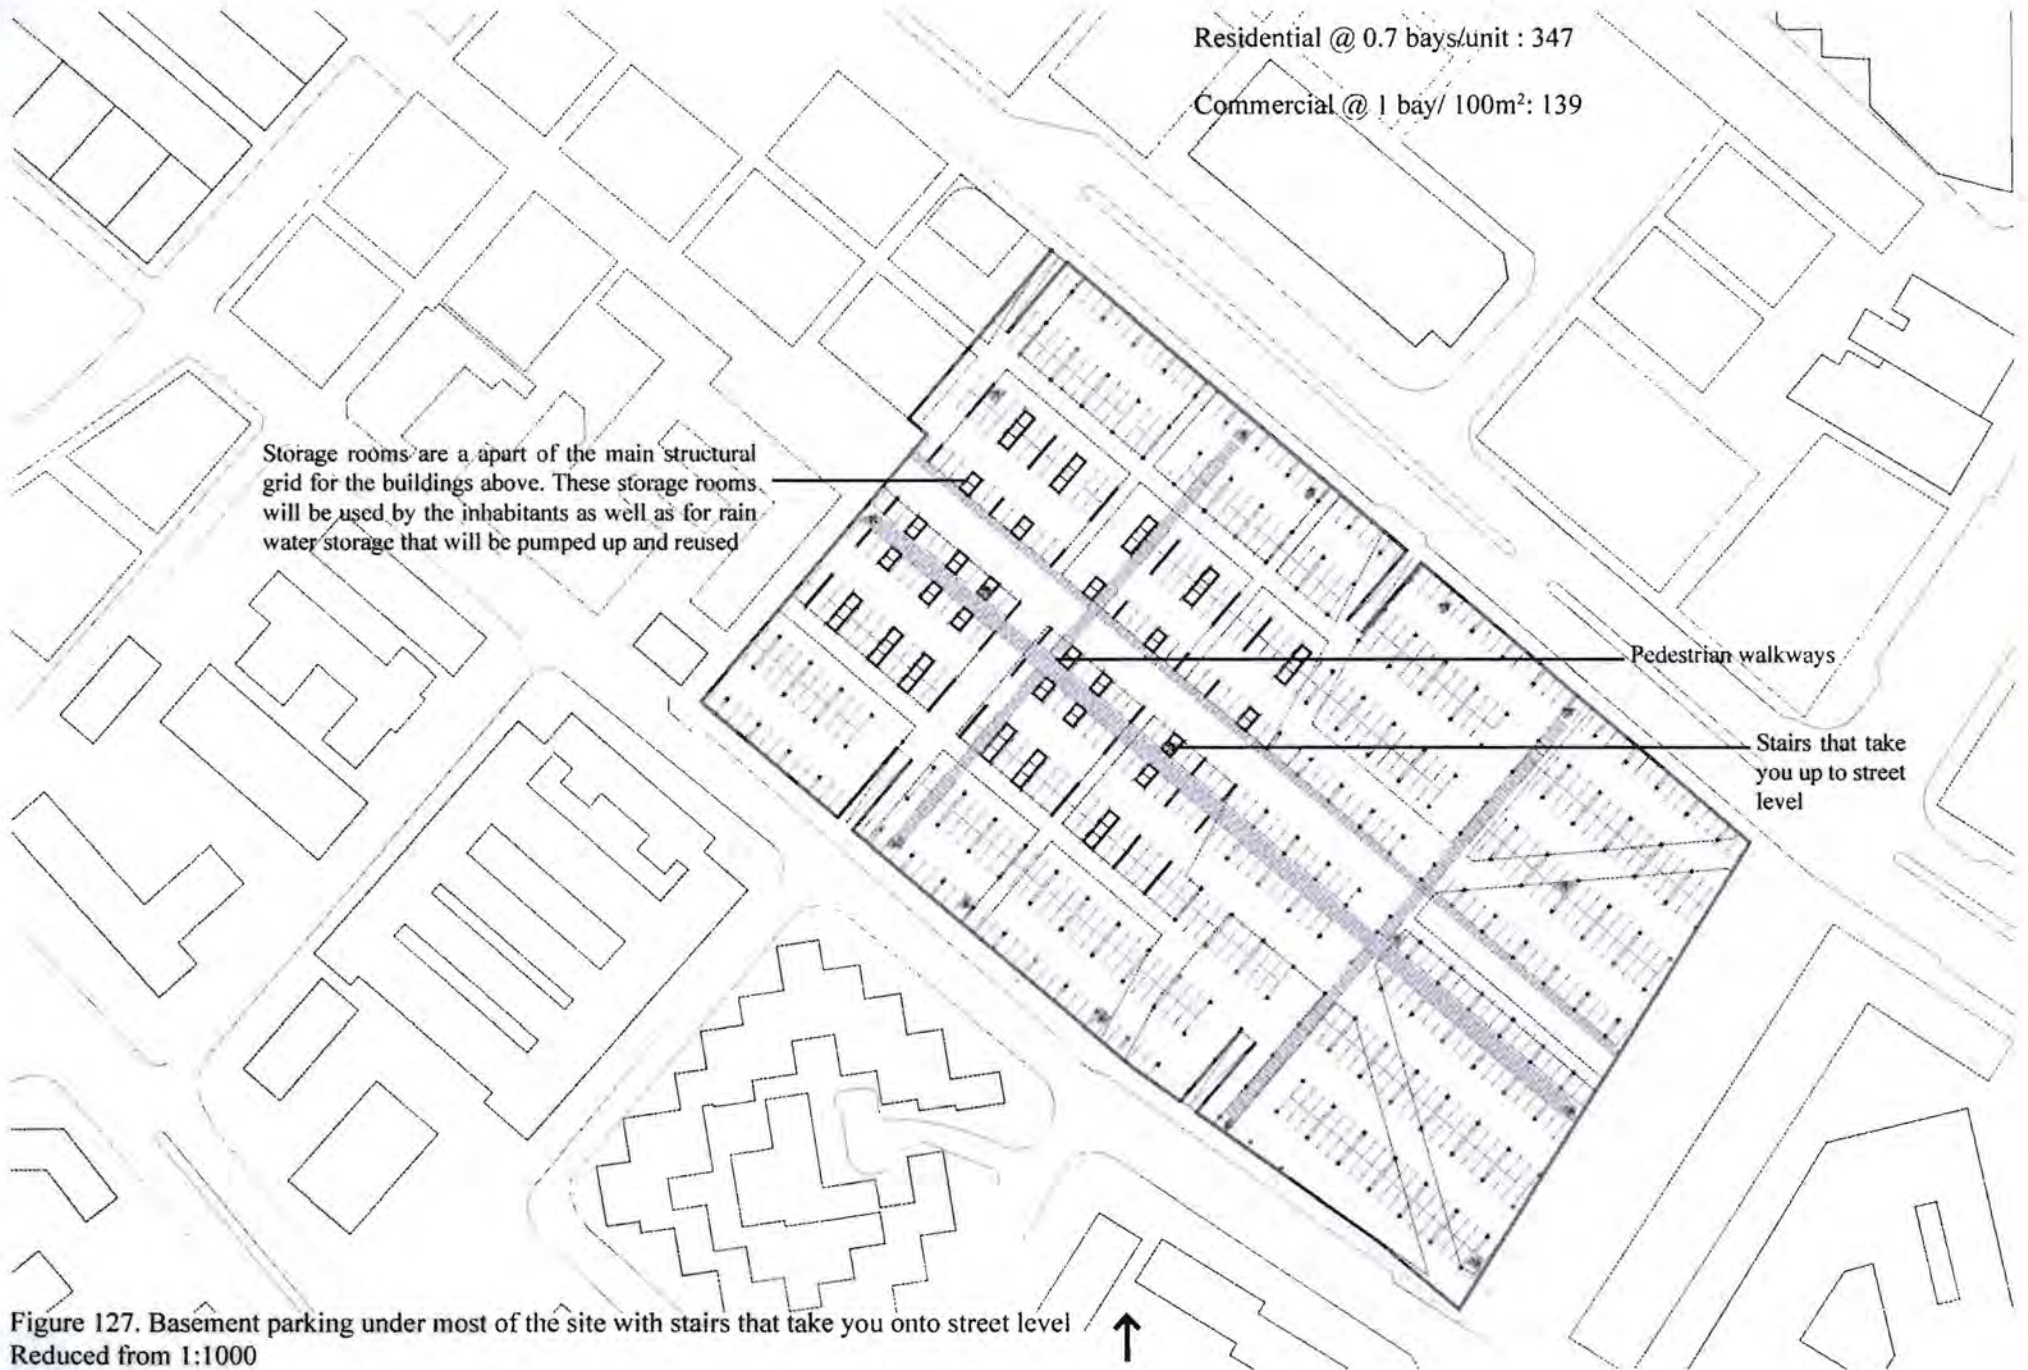 Residential @ 0.7 bays/unit : 347
Commercial @ 1 bay/ 100m²: 139
Storage rooms are a apart of the main structural
grid for the buildings above. These storage rooms
will be used by the inhabitants as well as for rain
water storage that will be pumped up and reused
Pedestrian walkways
Stairs that take
you up to street
level
Figure 127. Basement parking under most of the site with stairs that take you onto street level
Reduced from 1:1000